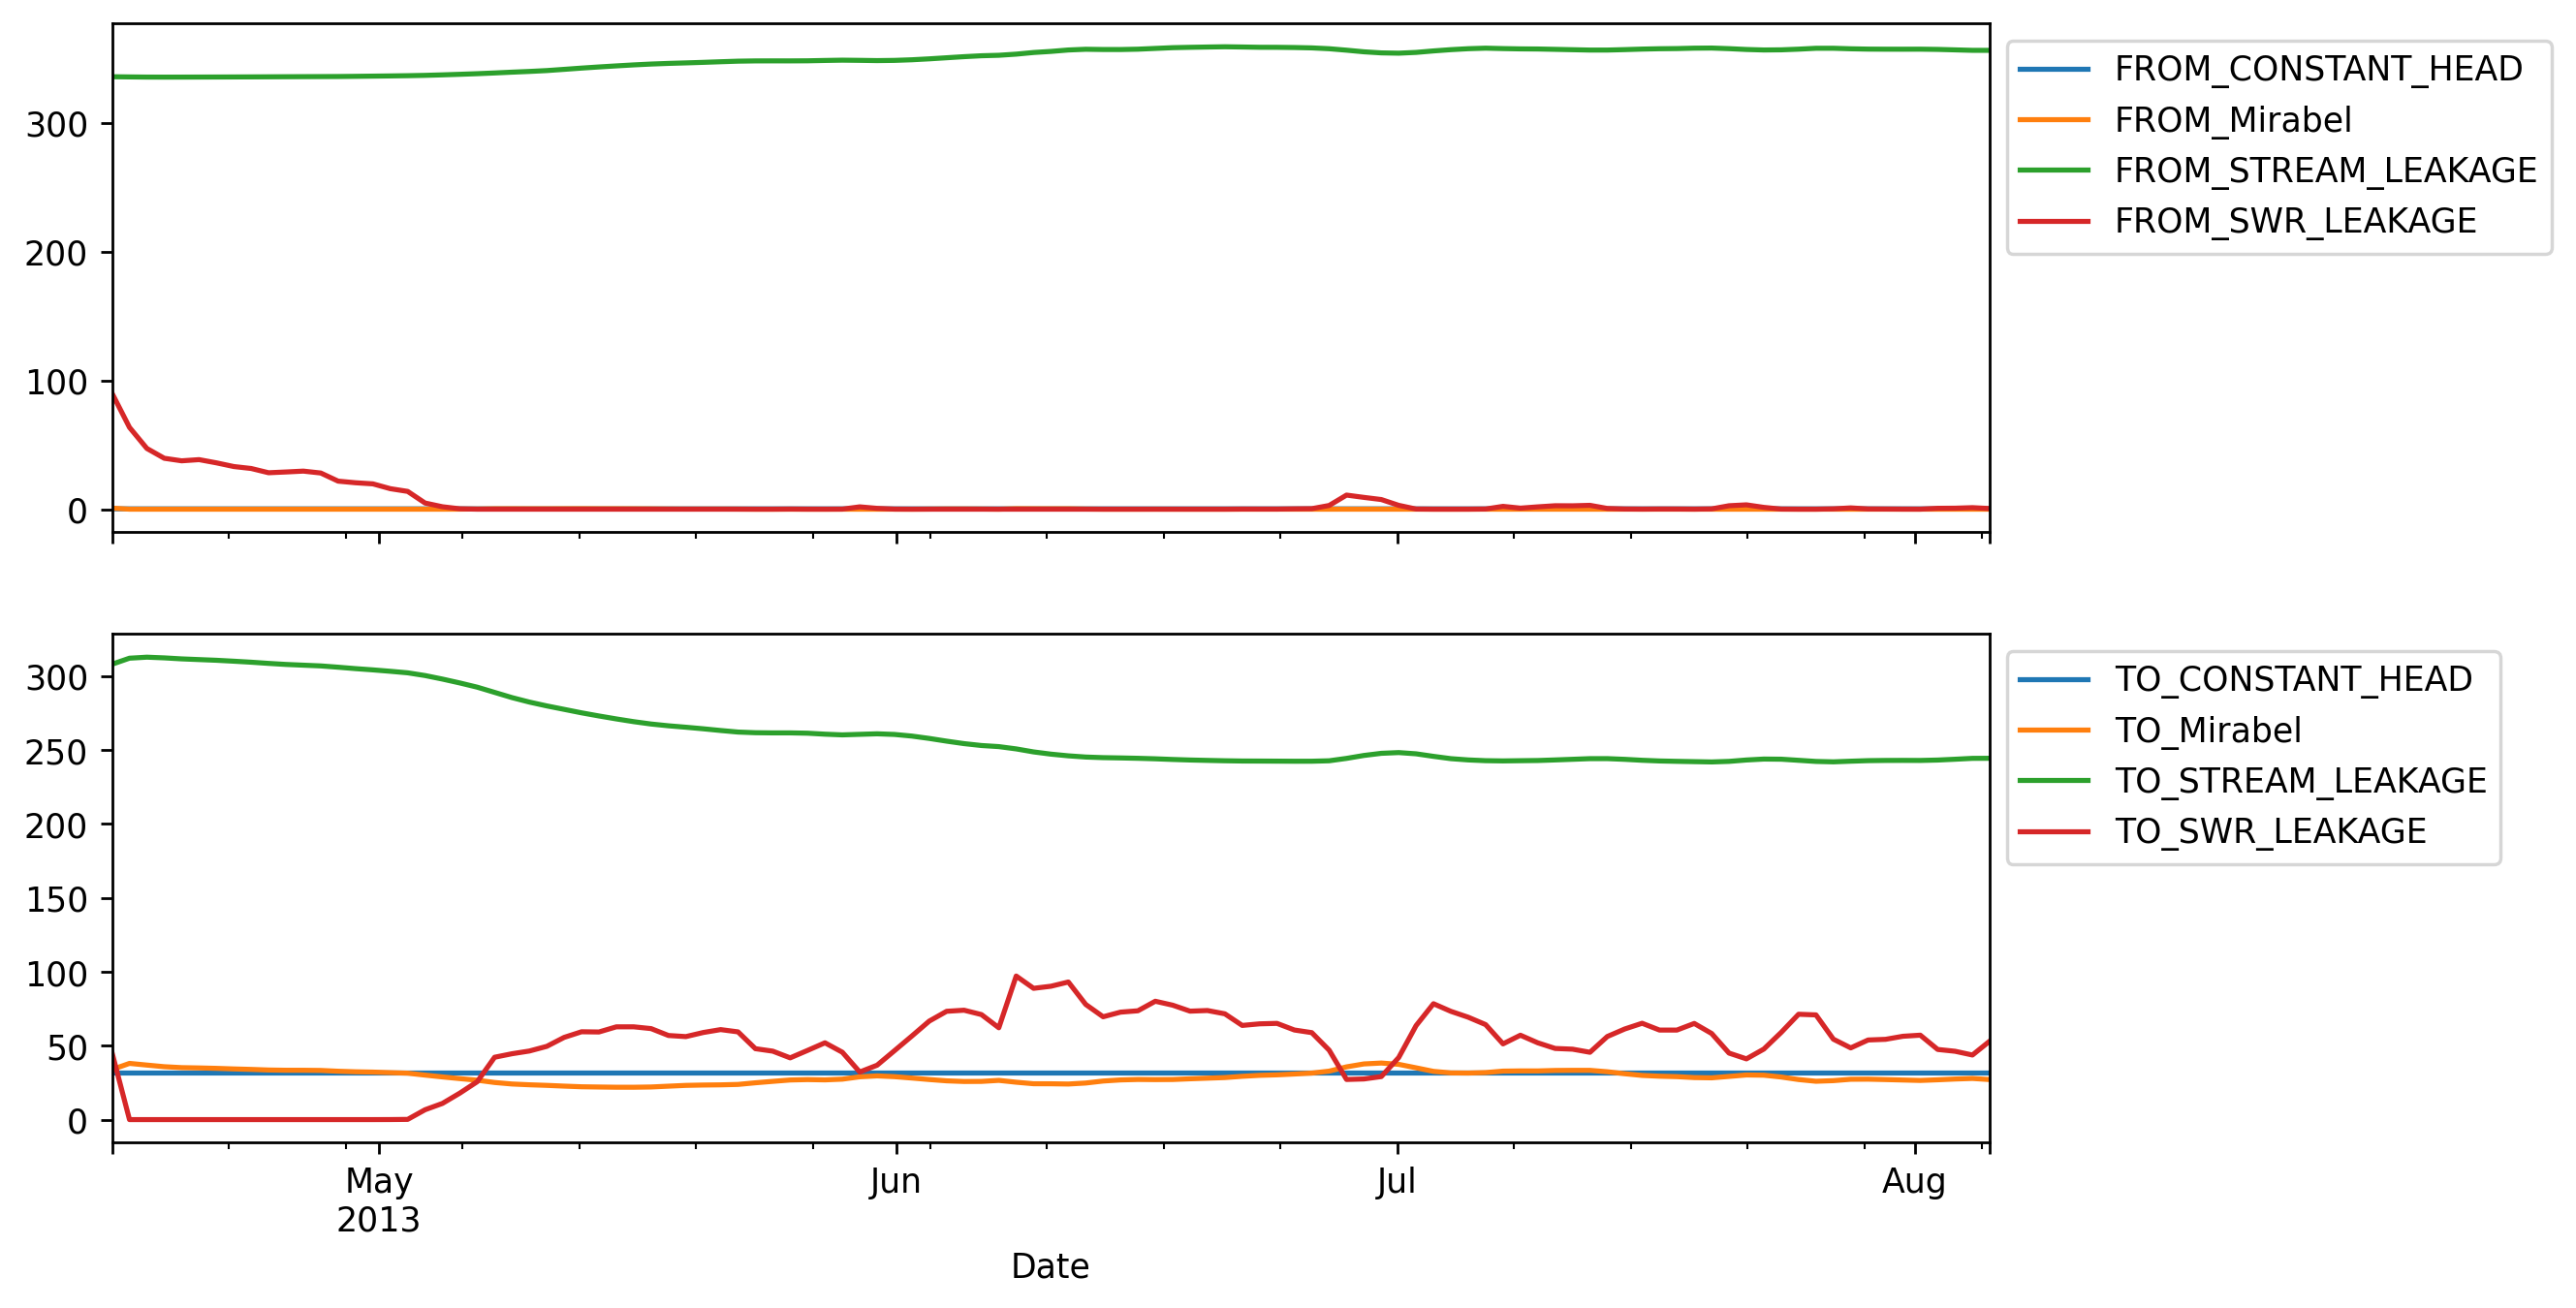 300
200
100
0
FROM_CONSTANT_HEAD
FROM_Mirabel
FROM_STREAM_LEAKAGE
FROM_SWR_LEAKAGE
300
250
200
150
100
50
0
TO_CONSTANT_HEAD
TO_Mirabel
TO_STREAM_LEAKAGE
TO_SWR_LEAKAGE
May Jun Jul Aug
2013
Date